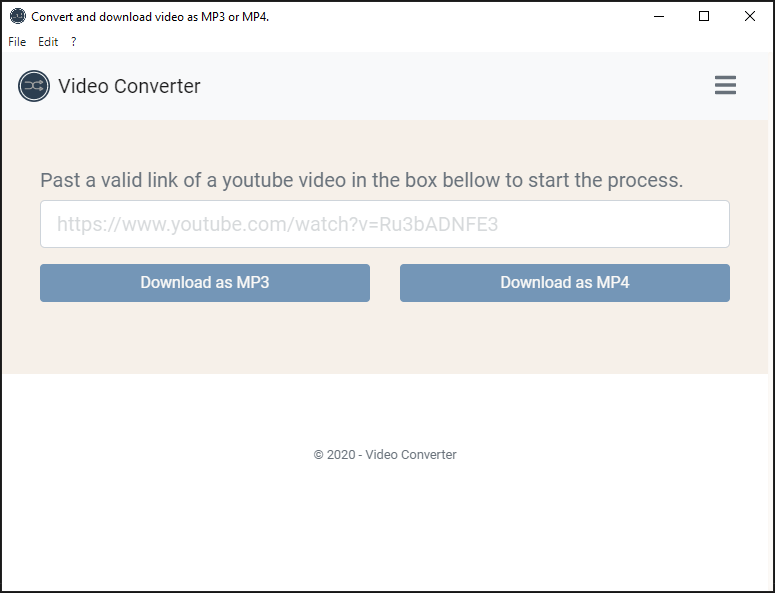 Convert and download video as MP3 or MP4.
File Edit ?
Video Converter
Past a valid link of a youtube video in the box bellow to start the process.
https://www.youtube.com/watch?v=Ru3bADNFE3
Download as MP3 Download as MP4
© 2020 - Video Converter